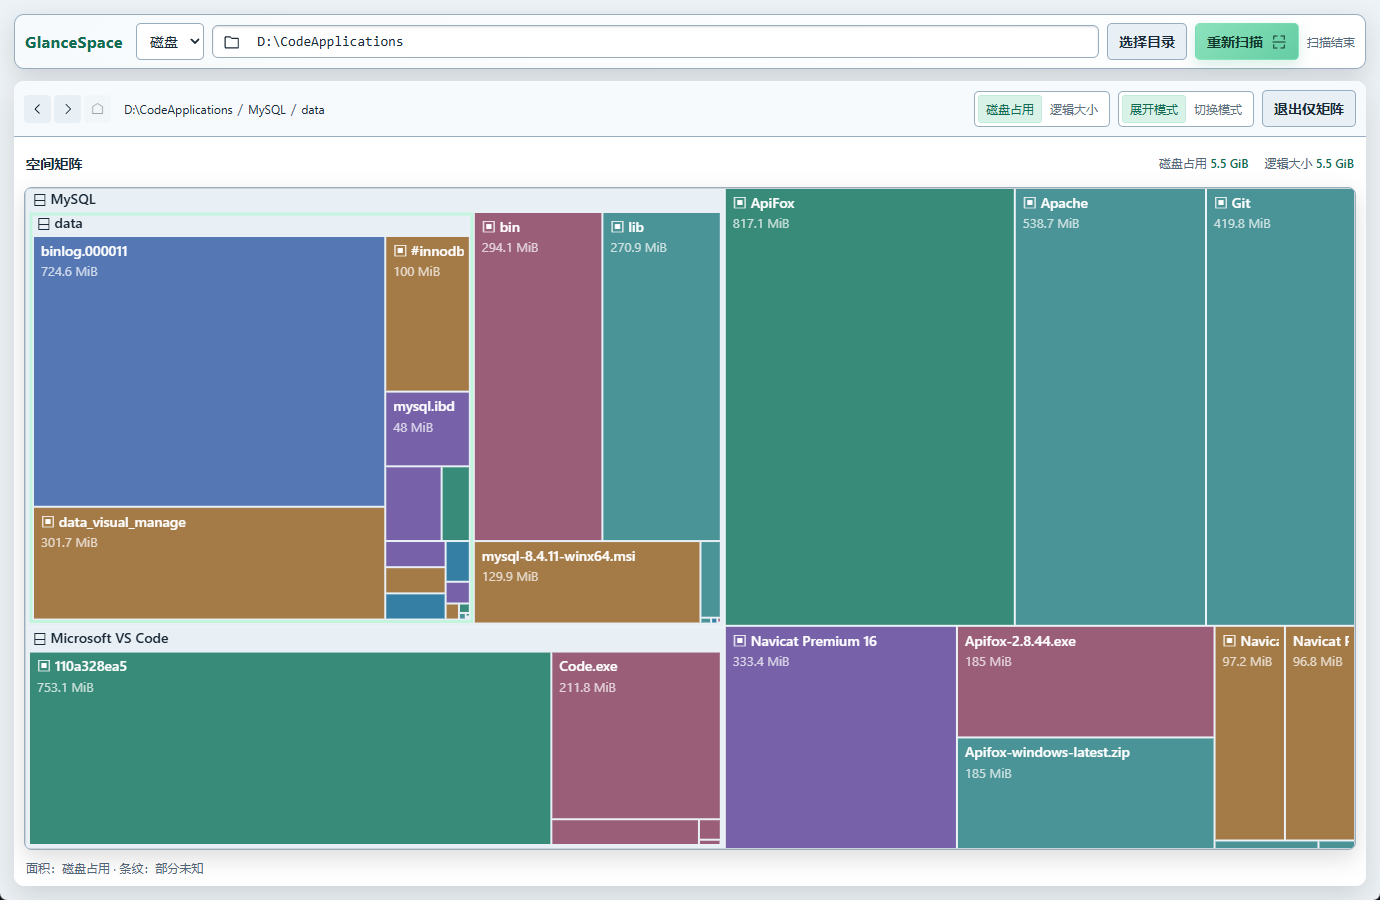 GlanceSpace 磁盘 D:\CodeApplications 选择目录 重新扫描 扫描结束
D:\CodeApplications / MySQL / data 磁盘占用 逻辑大小 展开模式 切换模式 退出仅矩阵
空间矩阵 磁盘占用 5.5 GiB 逻辑大小 5.5 GiB
MySQL
data
binlog.000011
724.6 MiB
#innodb
100 MiB
mysql.ibd
48 MiB
data_visual_manage
301.7 MiB
bin
294.1 MiB
lib
270.9 MiB
mysql-8.4.11-winx64.msi
129.9 MiB
Microsoft VS Code
110a328ea5
753.1 MiB
Code.exe
211.8 MiB
ApiFox
817.1 MiB
Apache
538.7 MiB
Git
419.8 MiB
Navicat Premium 16
333.4 MiB
Apifox-2.8.44.exe
185 MiB
Apifox-windows-latest.zip
185 MiB
Navica
97.2 MiB
Navicat P
96.8 MiB
面积：磁盘占用 · 条纹：部分未知